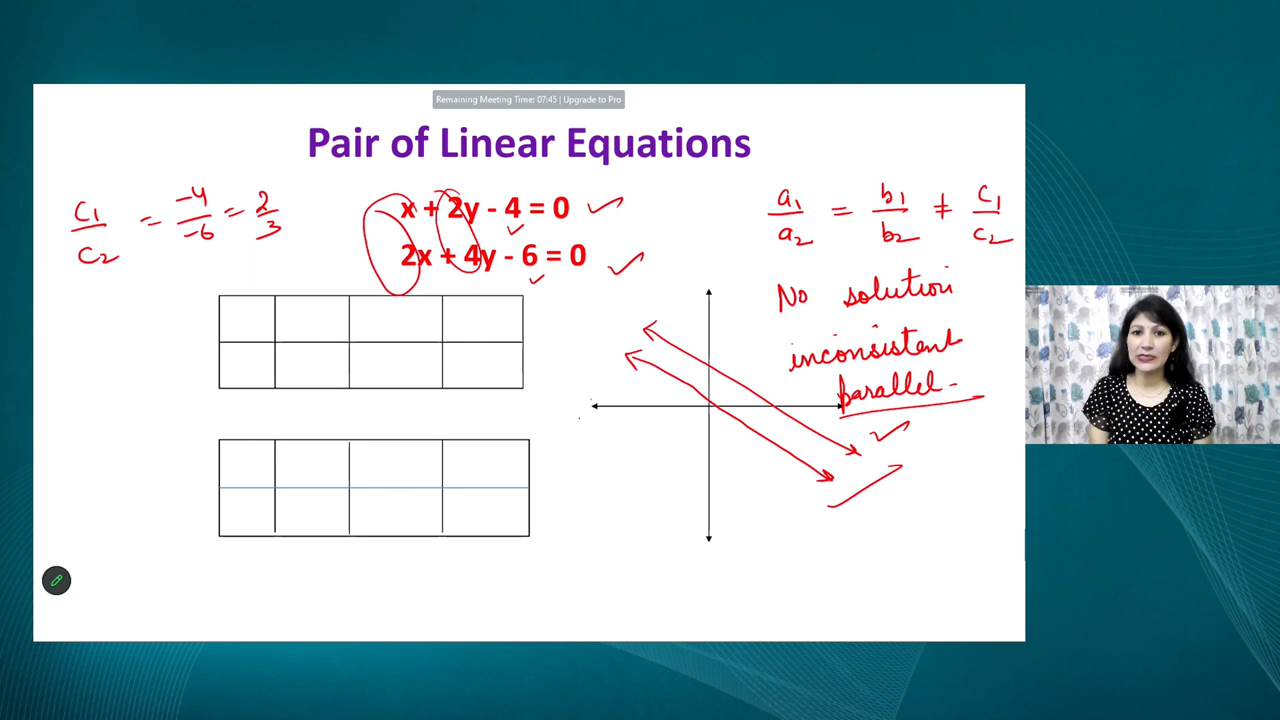 Remaining Meeting Time: 07:45 | Upgrade to Pro
Pair of Linear Equations
c1/c2 = -4/-6 = 2/3
x + 2y - 4 = 0
2x + 4y - 6 = 0
a1/a2 = b1/b2 ≠ c1/c2
No solution
inconsistent
parallel.